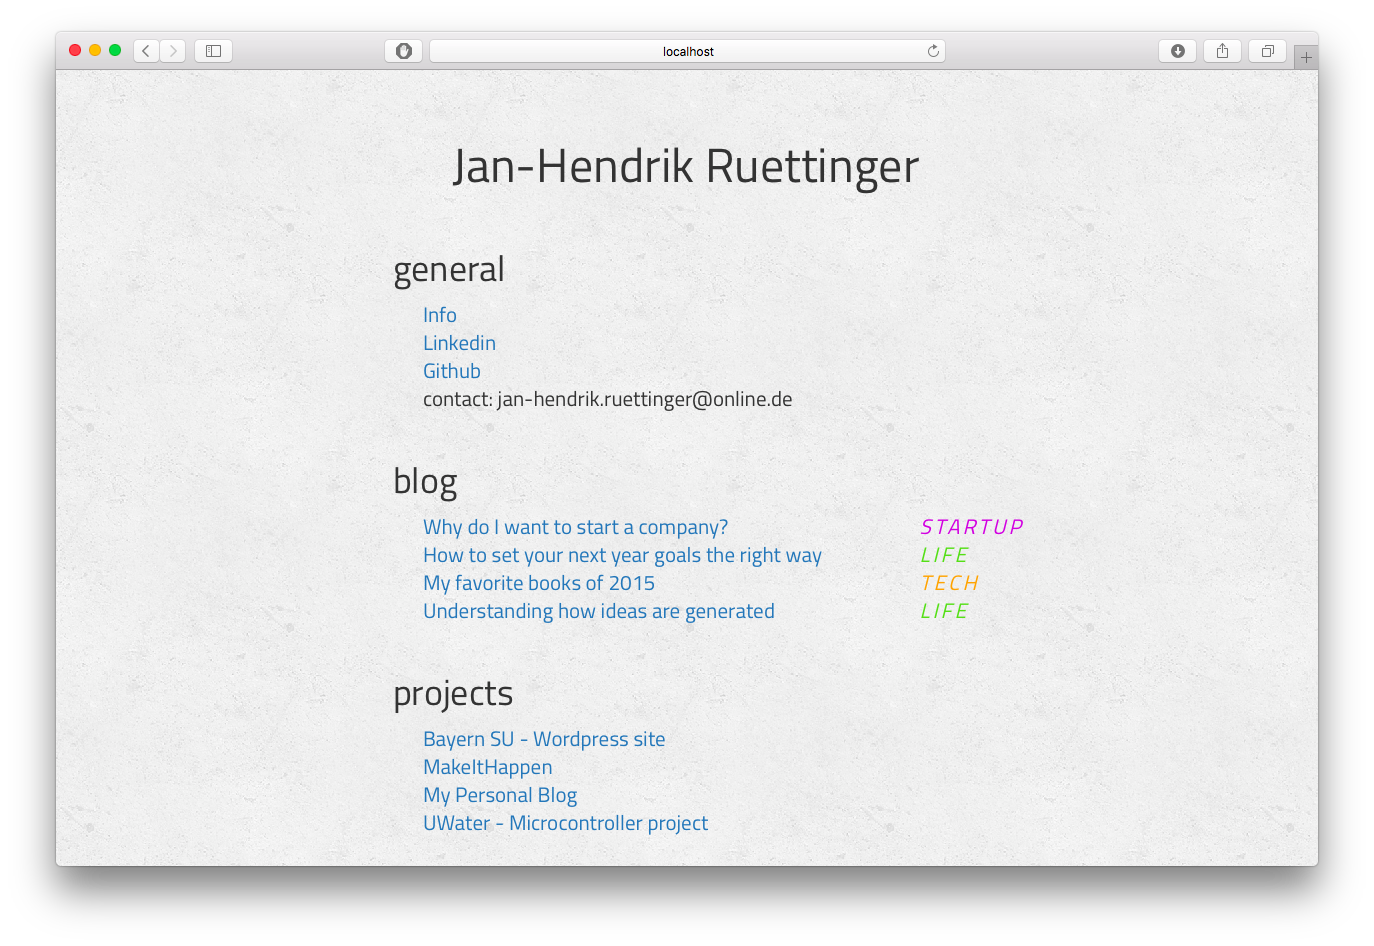 localhost
Jan-Hendrik Ruettinger
general
Info
Linkedin
Github
contact: jan-hendrik.ruettinger@online.de
blog
Why do I want to start a company? STARTUP
How to set your next year goals the right way LIFE
My favorite books of 2015 TECH
Understanding how ideas are generated LIFE
projects
Bayern SU - Wordpress site
MakeItHappen
My Personal Blog
UWater - Microcontroller project